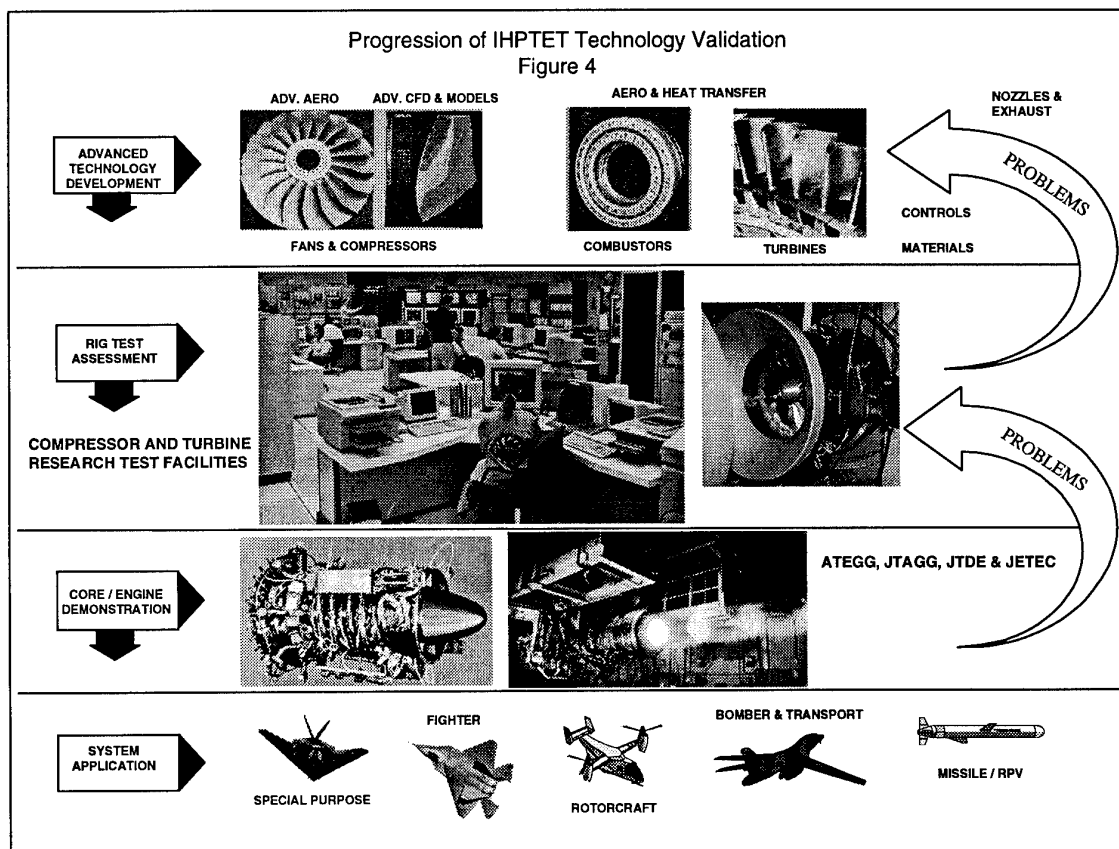 Progression of IHPTET Technology Validation
Figure 4
ADV. AERO
ADV. CFD & MODELS
AERO & HEAT TRANSFER
NOZZLES &
EXHAUST
ADVANCED
TECHNOLOGY
DEVELOPMENT
PROBLEMS
CONTROLS
FANS & COMPRESSORS
COMBUSTORS
TURBINES
MATERIALS
RIG TEST
ASSESSMENT
COMPRESSOR AND TURBINE
RESEARCH TEST FACILITIES
PROBLEMS
CORE / ENGINE
DEMONSTRATION
ATEGG, JTAGG, JTDE & JETEC
SYSTEM
APPLICATION
SPECIAL PURPOSE
FIGHTER
ROTORCRAFT
BOMBER & TRANSPORT
MISSILE / RPV